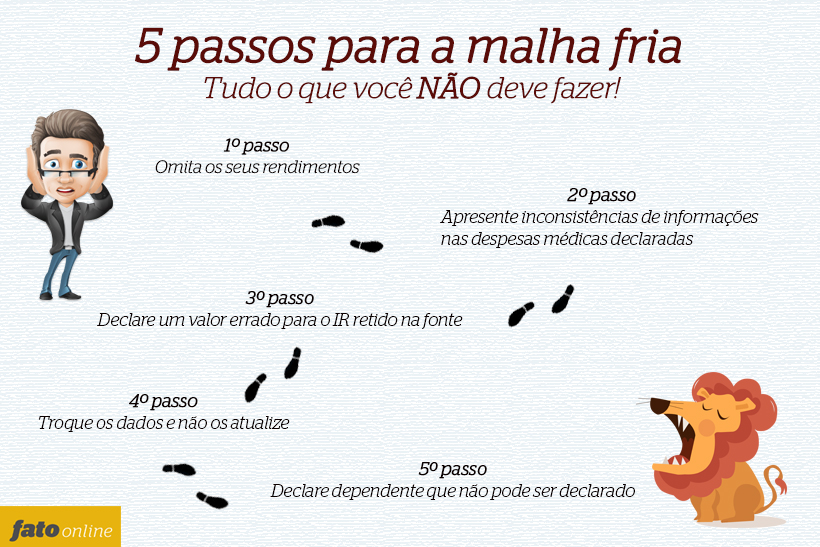 5 passos para a malha fria
Tudo o que você NÃO deve fazer!
1º passo
Omita os seus rendimentos
2º passo
Apresente inconsistências de informações
nas despesas médicas declaradas
3º passo
Declare um valor errado para o IR retido na fonte
4º passo
Troque os dados e não os atualize
5º passo
Declare dependente que não pode ser declarado
fato online